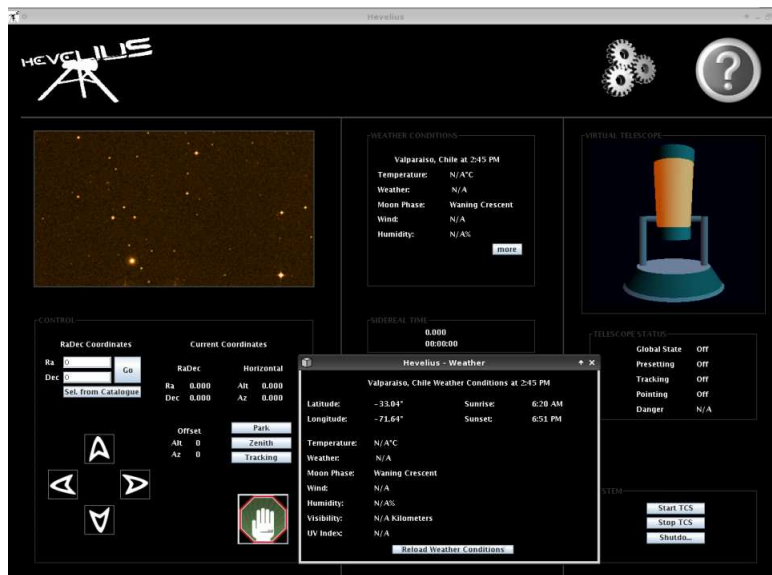 Hevelius
HEVELIUS
?
WEATHER CONDITIONS
Valparaiso, Chile at 2:45 PM
Temperature: N/A°C
Weather: N/A
Moon Phase: Waning Crescent
Wind: N/A
Humidity: N/A%
more
VIRTUAL TELESCOPE
CONTROL
RaDec Coordinates
Ra 0
Dec 0
Go
Sel. from Catalogue
Current Coordinates
RaDec Horizontal
Ra 0.000 Alt 0.000
Dec 0.000 Az 0.000
Offset
Alt 0
Az 0
Park
Zenith
Tracking
SIDEREAL TIME
0.000
00:00:00
TELESCOPE STATUS
Global State Off
Presetting Off
Tracking Off
Pointing Off
Danger N/A
Hevelius - Weather
Valparaiso, Chile Weather Conditions at 2:45 PM
Latitude: -33.04° Sunrise: 6:20 AM
Longitude: -71.64° Sunset: 6:51 PM
Temperature: N/A°C
Weather: N/A
Moon Phase: Waning Crescent
Wind: N/A
Humidity: N/A%
Visibility: N/A Kilometers
UV Index: N/A
Reload Weather Conditions
STEM
Start TCS
Stop TCS
Shutdo...